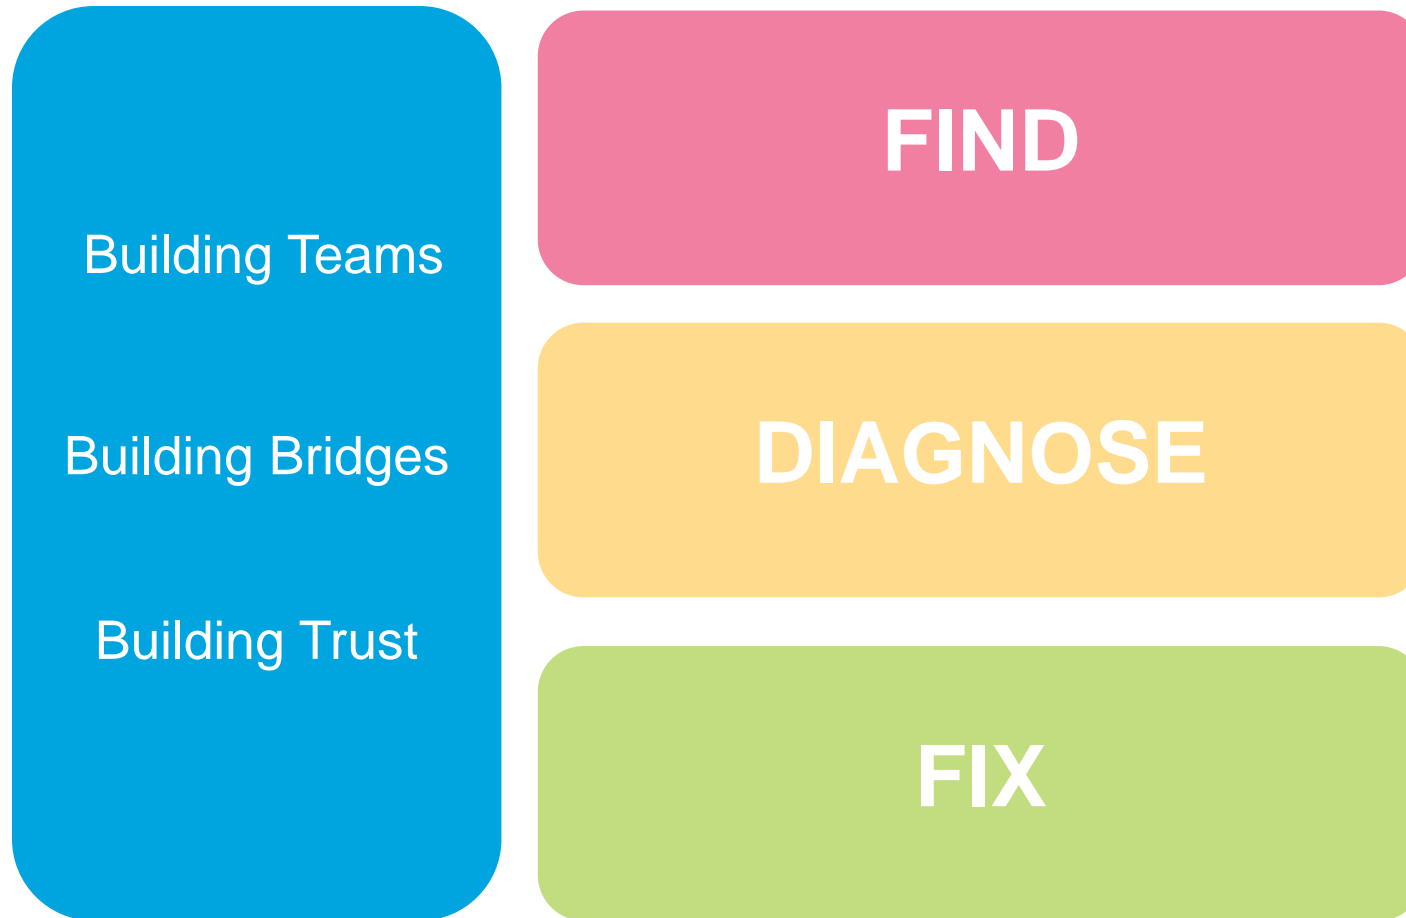 Building Teams
Building Bridges
Building Trust
FIND
DIAGNOSE
FIX